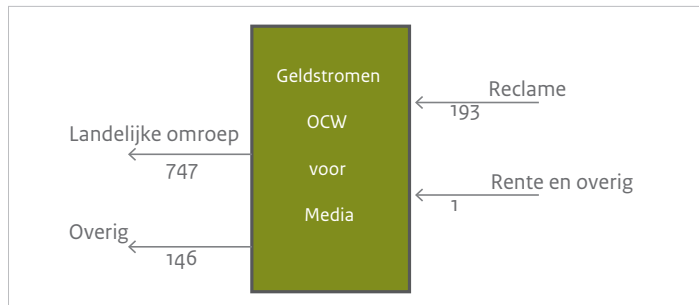 Geldstromen
OCW
voor
Media
Landelijke omroep
747
Overig
146
Reclame
193
Rente en overig
1